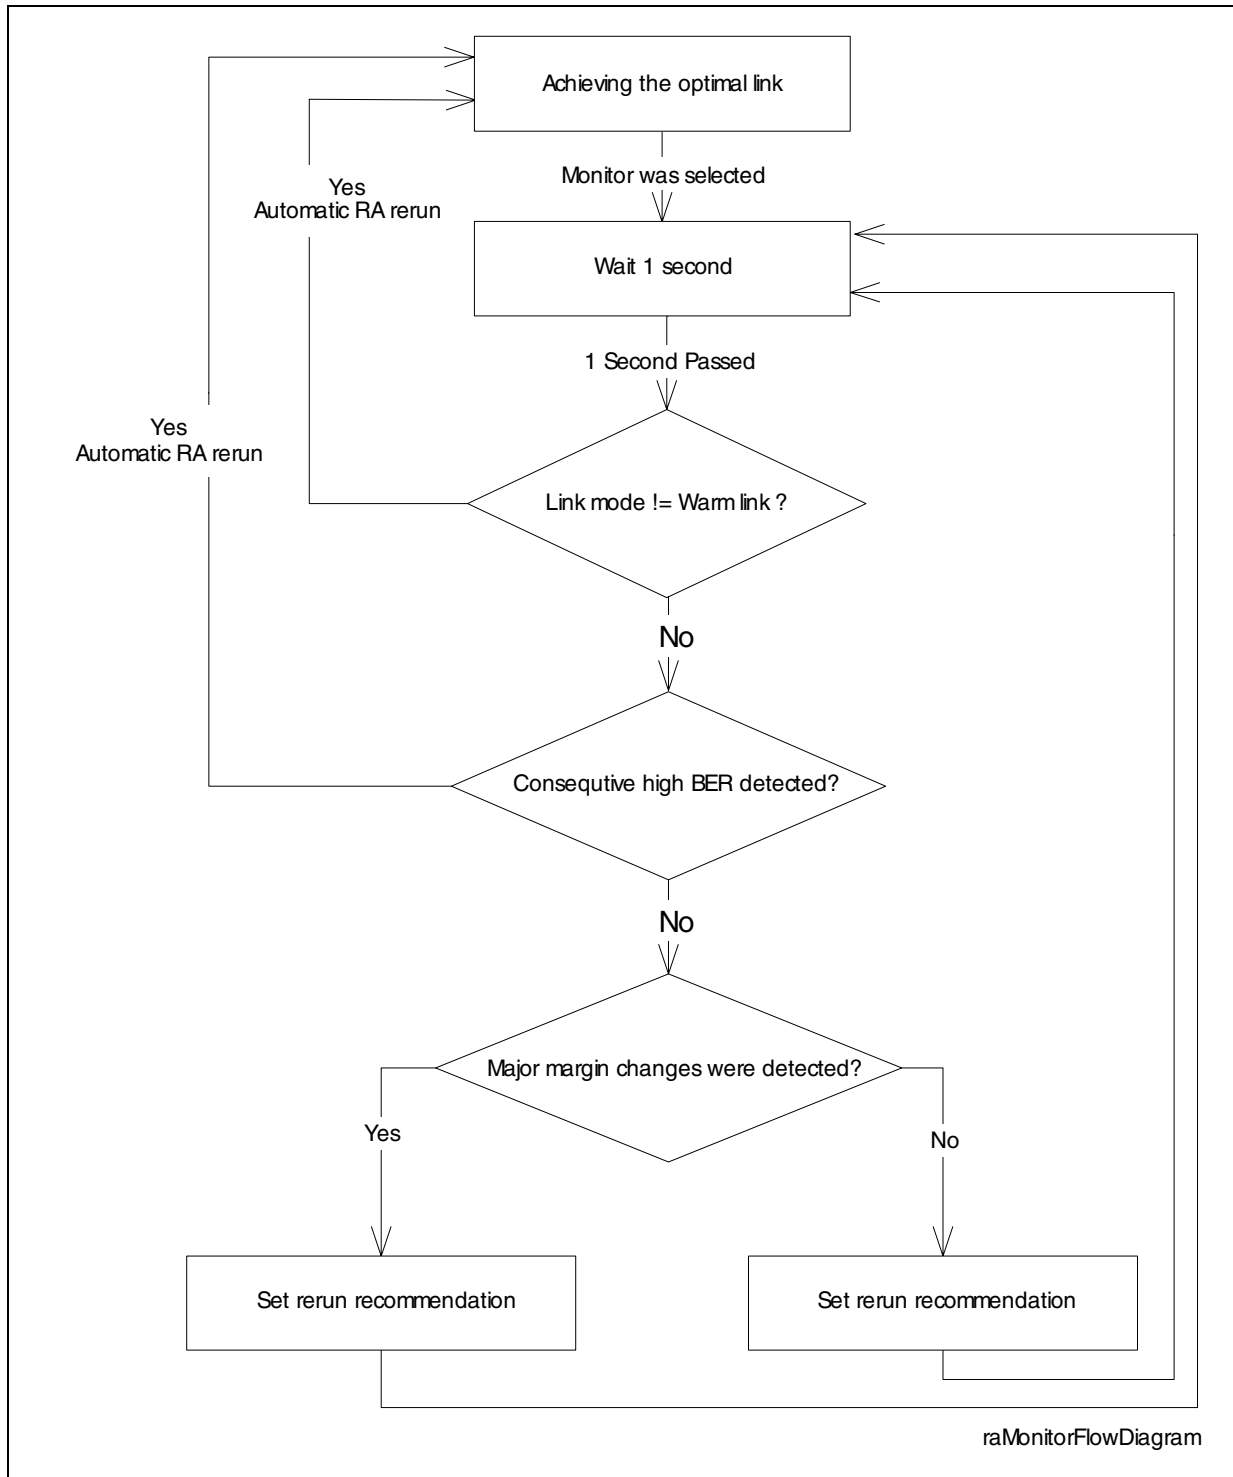 Achieving the optimal link
Monitor was selected
Yes
Automatic RA rerun
Wait 1 second
1 Second Passed
Yes
Automatic RA rerun
Link mode != Warm link ?
No
Consequtive high BER detected?
No
Major margin changes were detected?
Yes
No
Set rerun recommendation
Set rerun recommendation
raMonitorFlowDiagram